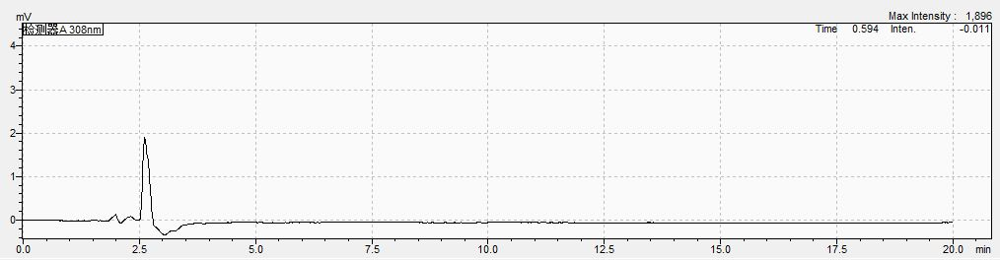 mV
Max Intensity : 1,896
检测器A 308nm
Time 0.594 Inten. -0.011
4
3
2
1
0
0.0 2.5 5.0 7.5 10.0 12.5 15.0 17.5 20.0 min